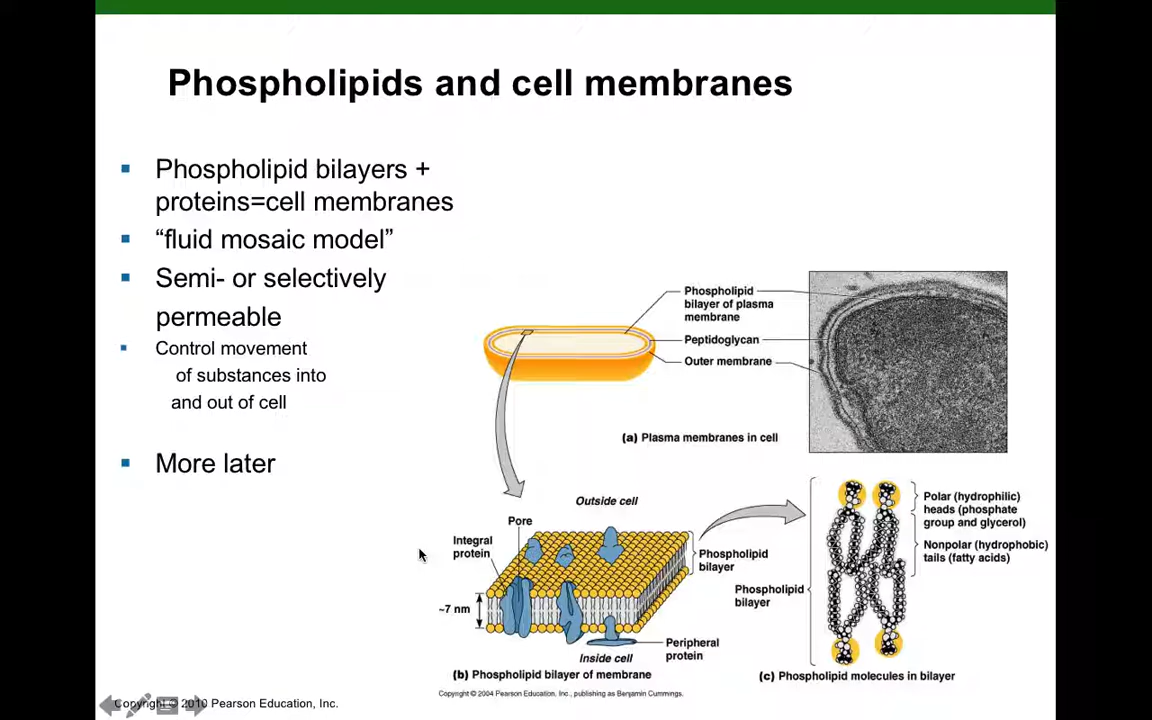 Phospholipids and cell membranes
Phospholipid bilayers +
proteins=cell membranes
“fluid mosaic model”
Semi- or selectively
permeable
Control movement
of substances into
and out of cell
More later
Phospholipid
bilayer of plasma
membrane
Peptidoglycan
Outer membrane
(a) Plasma membranes in cell
Outside cell
Pore
Integral
protein
Phospholipid
bilayer
~7 nm
Inside cell
Peripheral
protein
(b) Phospholipid bilayer of membrane
Polar (hydrophilic)
heads (phosphate
group and glycerol)
Nonpolar (hydrophobic)
tails (fatty acids)
Phospholipid
bilayer
(c) Phospholipid molecules in bilayer
Copyright © 2004 Pearson Education, Inc., publishing as Benjamin Cummings.
Copyright © 2010 Pearson Education, Inc.